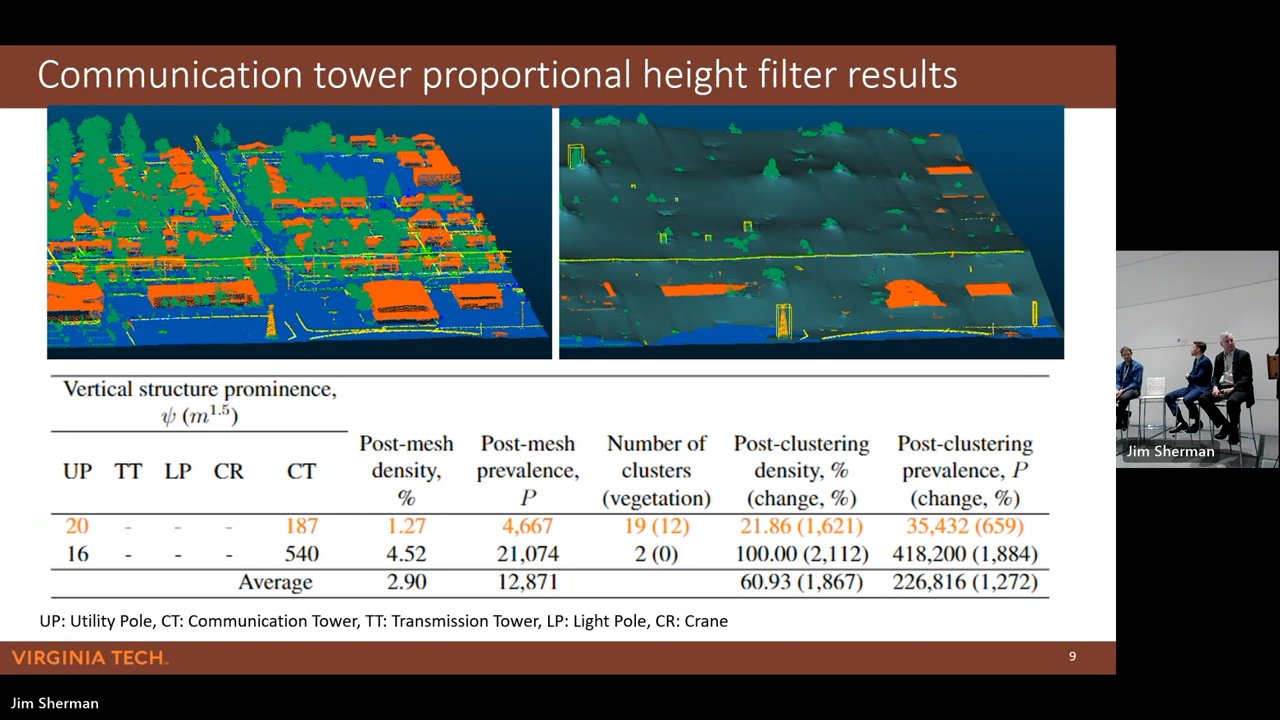 Communication tower proportional height filter results
Vertical structure prominence,
ψ (m^1.5)
UP TT LP CR CT
Post-mesh
density,
%
Post-mesh
prevalence,
P
Number of
clusters
(vegetation)
Post-clustering
density, %
(change, %)
Post-clustering
prevalence, P
(change, %)
20 - - - 187 1.27 4,667 19 (12) 21.86 (1,621) 35,432 (659)
16 - - - 540 4.52 21,074 2 (0) 100.00 (2,112) 418,200 (1,884)
Average 2.90 12,871 60.93 (1,867) 226,816 (1,272)
UP: Utility Pole, CT: Communication Tower, TT: Transmission Tower, LP: Light Pole, CR: Crane
VIRGINIA TECH.
9
Jim Sherman
Jim Sherman